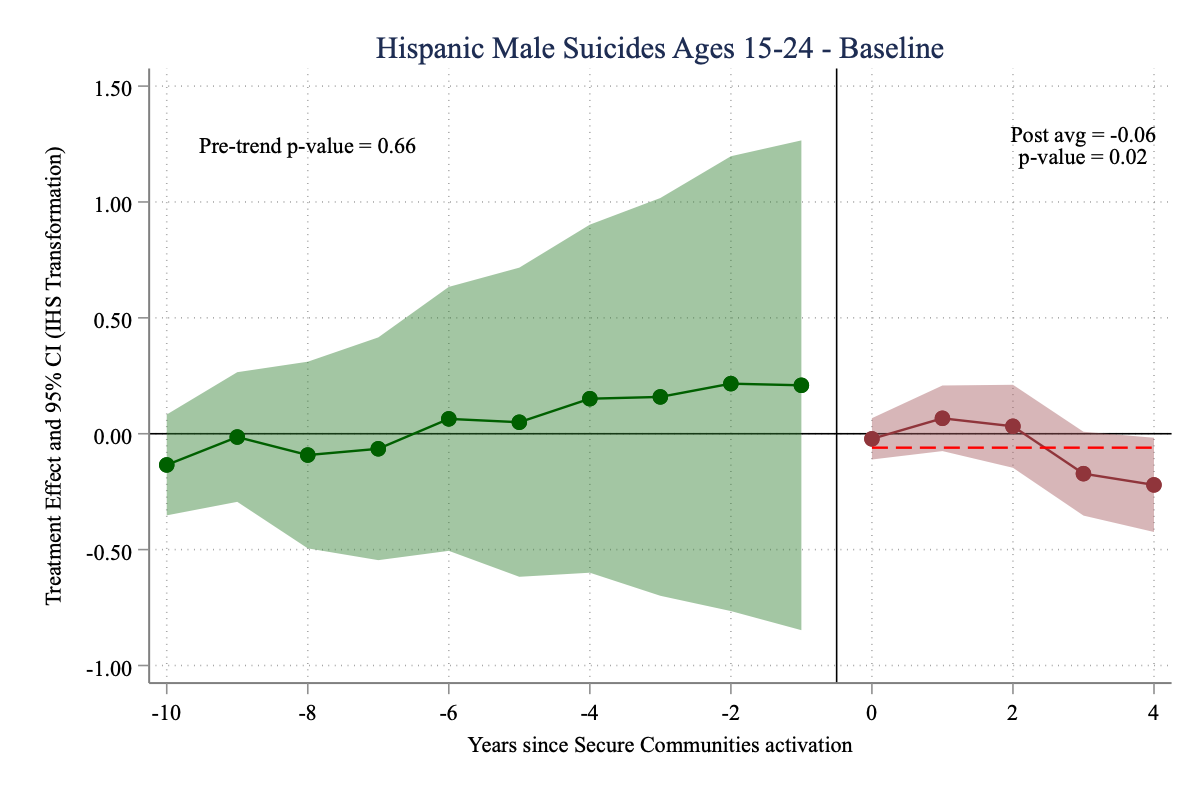 Hispanic Male Suicides Ages 15-24 - Baseline
Treatment Effect and 95% CI (IHS Transformation)
1.50
1.00
0.50
0.00
-0.50
-1.00
Pre-trend p-value = 0.66
Post avg = -0.06
p-value = 0.02
-10 -8 -6 -4 -2 0 2 4
Years since Secure Communities activation